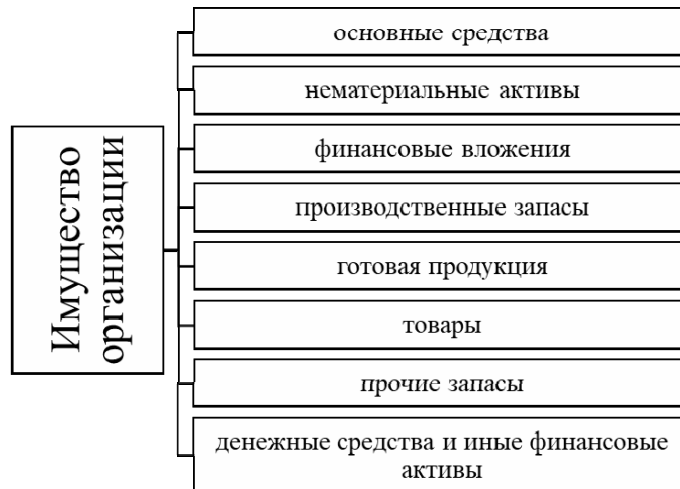 Имущество
организации
основные средства
нематериальные активы
финансовые вложения
производственные запасы
готовая продукция
товары
прочие запасы
денежные средства и иные финансовые
активы